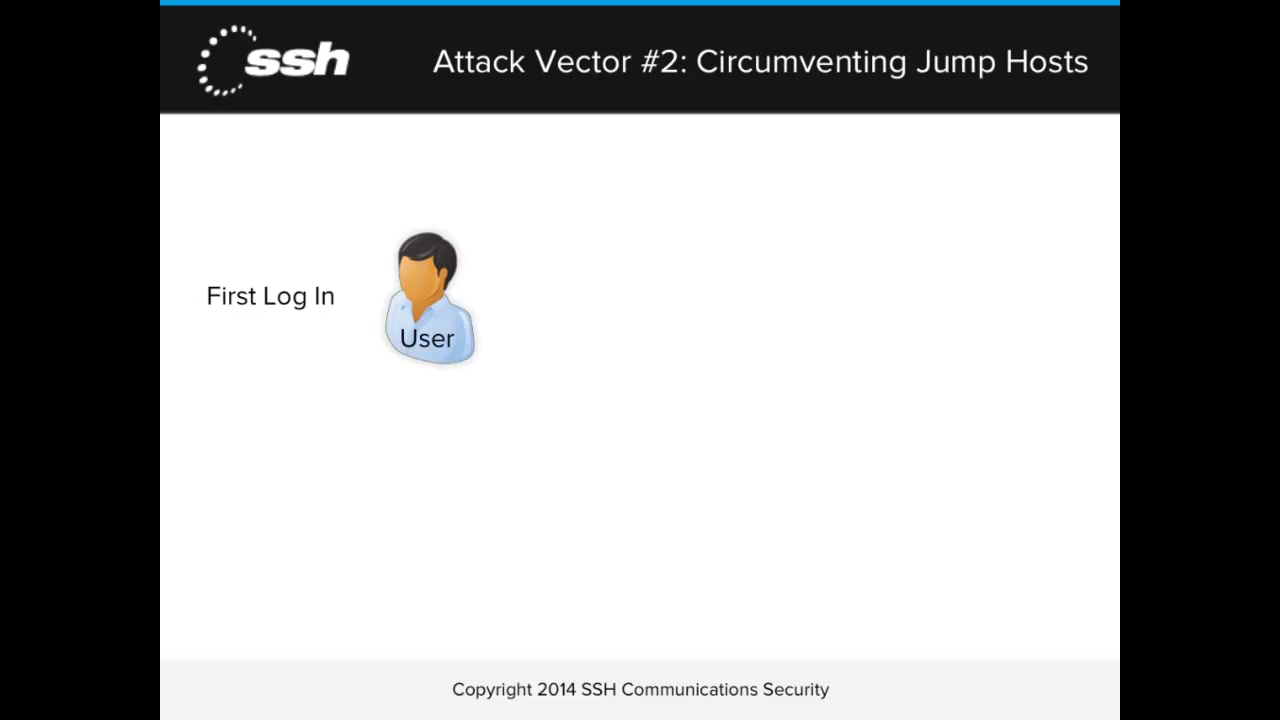 ssh
Attack Vector #2: Circumventing Jump Hosts
First Log In
User
Copyright 2014 SSH Communications Security